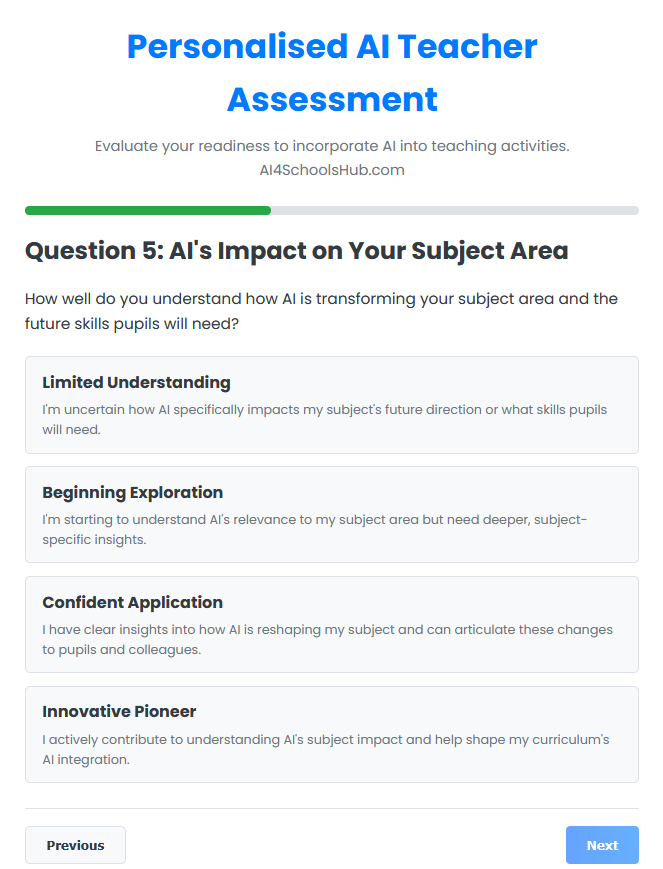 Personalised AI Teacher
Assessment
Evaluate your readiness to incorporate AI into teaching activities.
AI4SchoolsHub.com
Question 5: AI's Impact on Your Subject Area
How well do you understand how AI is transforming your subject area and the
future skills pupils will need?
Limited Understanding
I'm uncertain how AI specifically impacts my subject's future direction or what skills pupils
will need.
Beginning Exploration
I'm starting to understand AI's relevance to my subject area but need deeper, subject-
specific insights.
Confident Application
I have clear insights into how AI is reshaping my subject and can articulate these changes
to pupils and colleagues.
Innovative Pioneer
I actively contribute to understanding AI's subject impact and help shape my curriculum's
AI integration.
Previous
Next